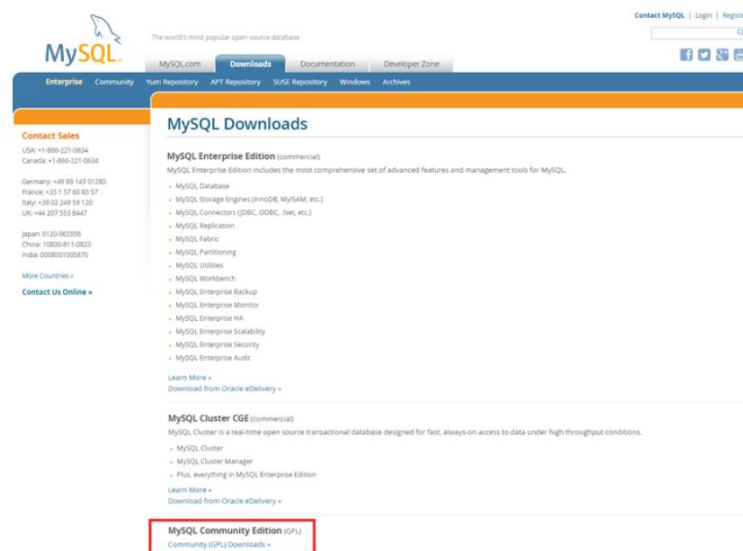 Contact MySQL | Login | Registe
MySQL
The world's most popular open source database
MySQL.com Downloads Documentation Developer Zone
Enterprise Community Yum Repository APT Repository SUSE Repository Windows Archives
MySQL Downloads
Contact Sales
USA: +1-866-221-0634
Canada: +1-866-221-0634
Germany: +49 89 143 01280
France: +33 1 57 60 83 57
Italy: +39 02 249 59 120
UK: +44 207 553 8447
Japan: 0120-065556
China: 10800-811-0823
India: 0008001005870
More Countries »
Contact Us Online »
MySQL Enterprise Edition (commercial)
MySQL Enterprise Edition includes the most comprehensive set of advanced features and management tools for MySQL.
MySQL Database
MySQL Storage Engines (InnoDB, MyISAM, etc.)
MySQL Connectors (JDBC, ODBC, .Net, etc.)
MySQL Replication
MySQL Fabric
MySQL Partitioning
MySQL Utilities
MySQL Workbench
MySQL Enterprise Backup
MySQL Enterprise Monitor
MySQL Enterprise HA
MySQL Enterprise Scalability
MySQL Enterprise Security
MySQL Enterprise Audit
Learn More »
Download from Oracle eDelivery »
MySQL Cluster CGE (commercial)
MySQL Cluster is a real-time open source transactional database designed for fast, always-on access to data under high throughput conditions.
MySQL Cluster
MySQL Cluster Manager
Plus, everything in MySQL Enterprise Edition
Learn More »
Download from Oracle eDelivery »
MySQL Community Edition (GPL)
Community (GPL) Downloads »